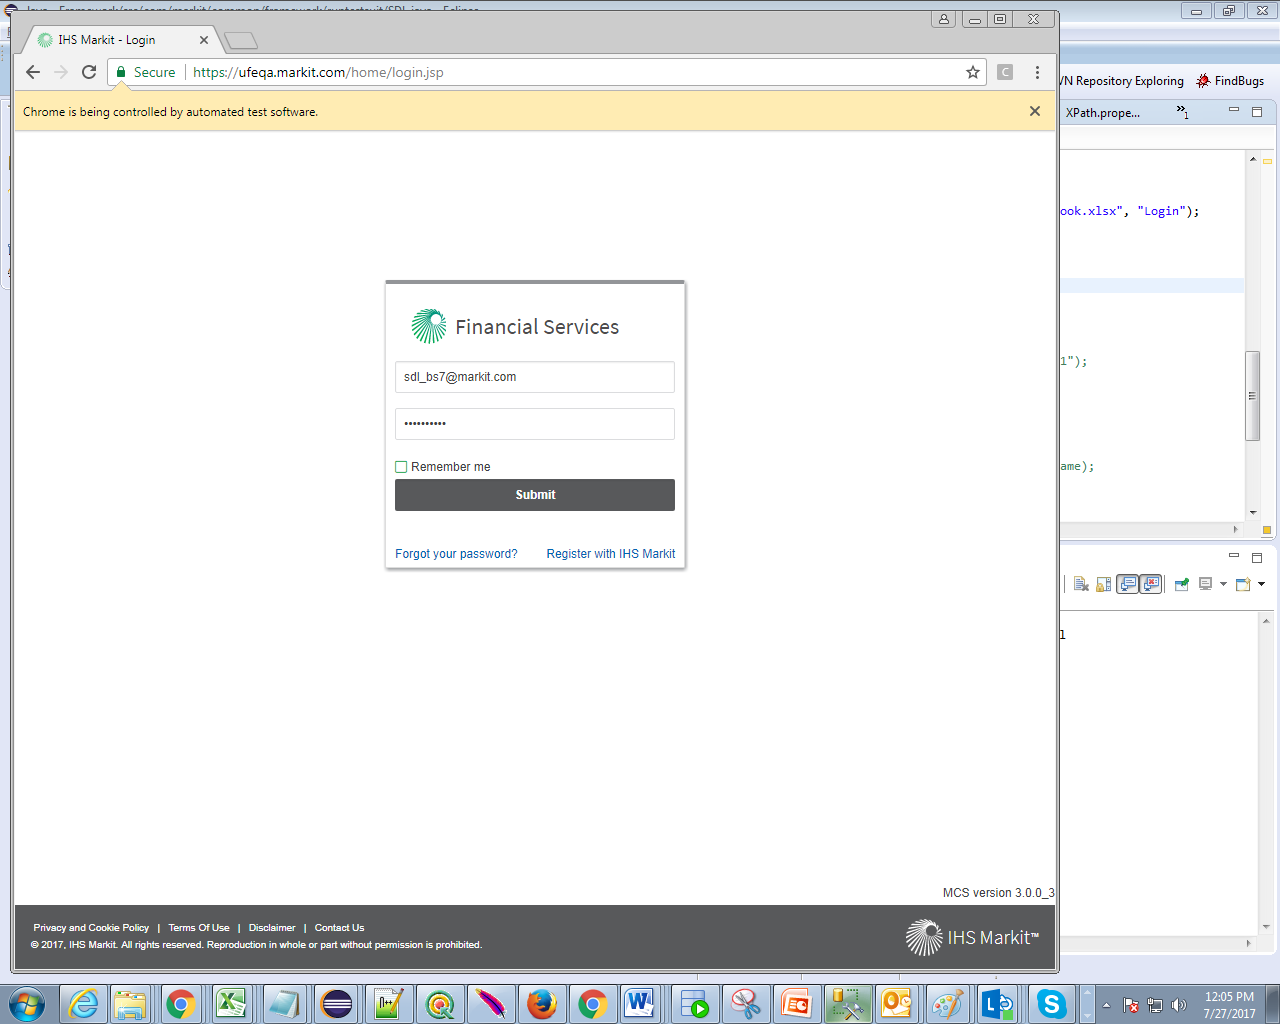 IHS Markit - Login
Secure
https://ufeqa.markit.com/home/login.jsp
C
Chrome is being controlled by automated test software.
Financial Services
sdl_bs7@markit.com
••••••••••
Remember me
Submit
Forgot your password?
Register with IHS Markit
MCS version 3.0.0_3
Privacy and Cookie Policy | Terms Of Use | Disclaimer | Contact Us
© 2017, IHS Markit. All rights reserved. Reproduction in whole or part without permission is prohibited.
IHS Markit™
Repository Exploring
FindBugs
XPath.prope...
»1
ook.xlsx", "Login");
1");
ame);
1
12:05 PM
7/27/2017